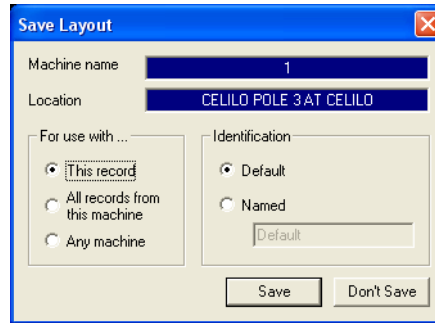 Save Layout
Machine name
1
Location
CELILO POLE 3 AT CELILO
For use with ...
This record
All records from
this machine
Any machine
Identification
Default
Named
Default
Save
Don't Save